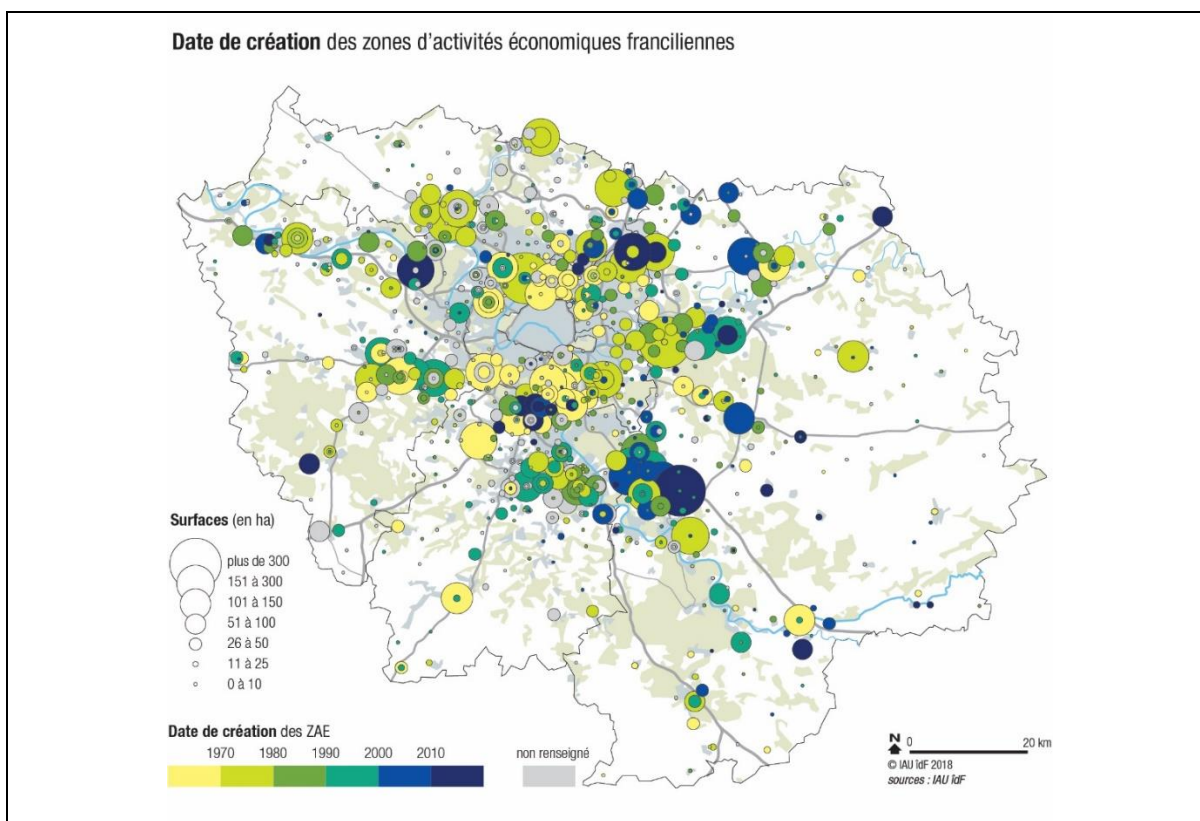 Date de création des zones d'activités économiques franciliennes
Surfaces (en ha)
plus de 300
151 à 300
101 à 150
51 à 100
26 à 50
11 à 25
0 à 10
Date de création des ZAE
1970 1980 1990 2000 2010 non renseigné
N 0 20 km
© IAU îdF 2018
sources : IAU îdF